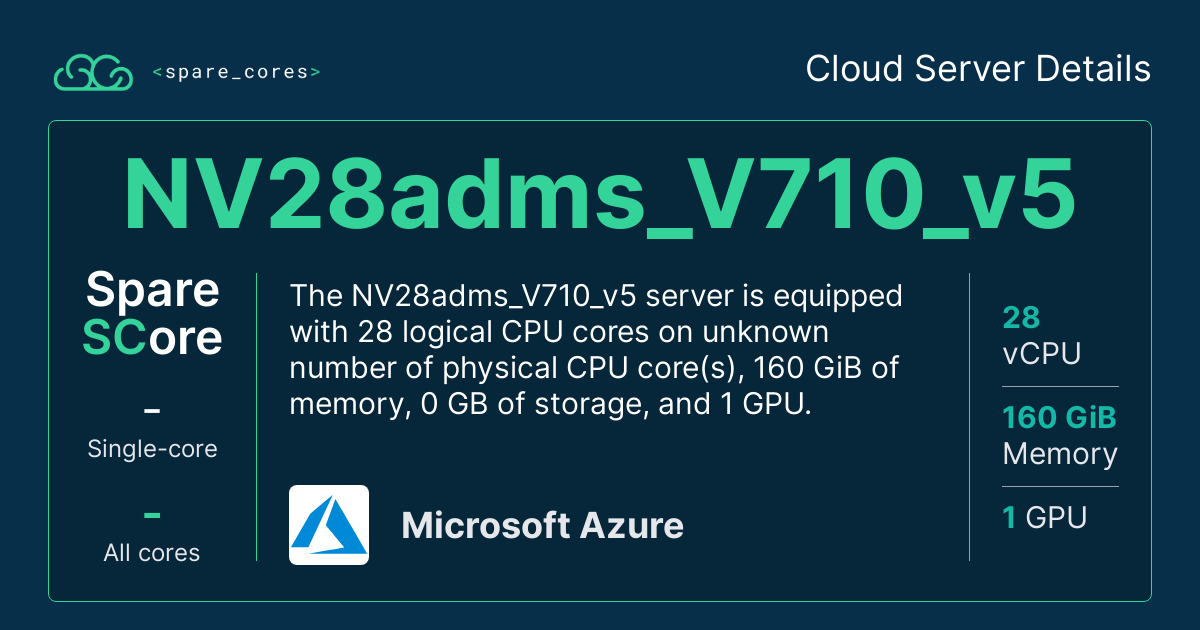 <spare_cores>
Cloud Server Details
NV28adms_V710_v5
Spare
SCore
–
Single-core
–
All cores
The NV28adms_V710_v5 server is equipped
with 28 logical CPU cores on unknown
number of physical CPU core(s), 160 GiB of
memory, 0 GB of storage, and 1 GPU.
Microsoft Azure
28
vCPU
160 GiB
Memory
1 GPU